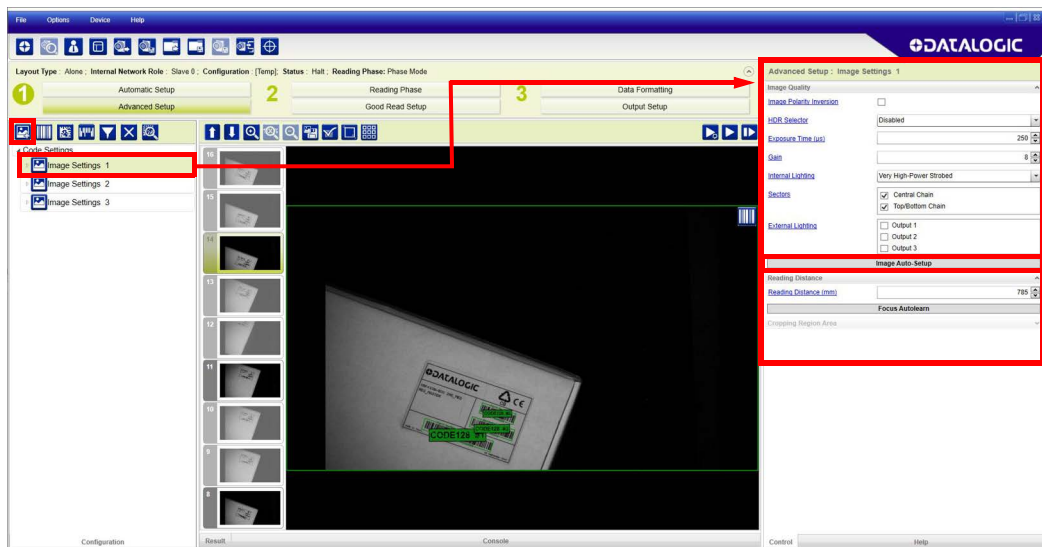 File Options Device Help
DATALOGIC
Layout Type : Alone ; Internal Network Role : Slave 0 ; Configuration : [Temp]; Status : Halt ; Reading Phase: Phase Mode
1 Automatic Setup 2 Reading Phase 3 Data Formatting
Advanced Setup Good Read Setup Output Setup
Code Settings
Image Settings 1
Image Settings 2
Image Settings 3
16
15
14
13
12
11
10
9
8
DATALOGIC
CE
CODE128 #1
Configuration
Result Console
Advanced Setup : Image Settings 1
Image Quality
Image Polarity Inversion
HDR Selector Disabled
Exposure Time (us) 250
Gain 8
Internal Lighting Very High-Power Strobed
Sectors Central Chain
Top/Bottom Chain
External Lighting Output 1
Output 2
Output 3
Image Auto-Setup
Reading Distance
Reading Distance (mm) 785
Focus Autolearn
Cropping Region Area
Control Help